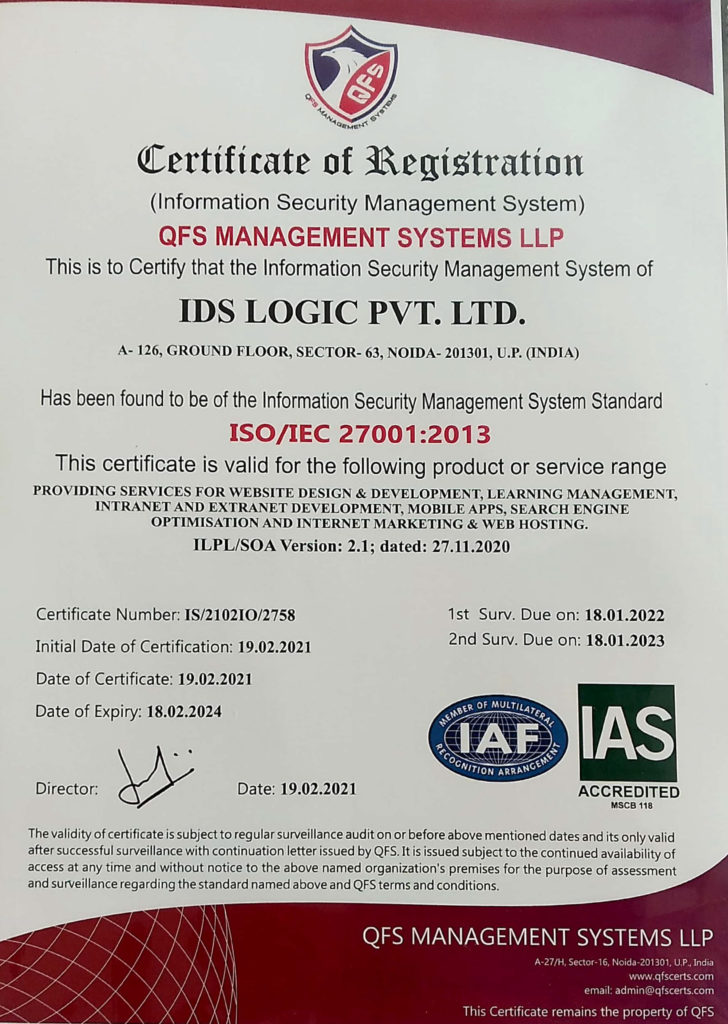 QFS
QFS MANAGEMENT SYSTEMS
Certificate of Registration
(Information Security Management System)
QFS MANAGEMENT SYSTEMS LLP
This is to Certify that the Information Security Management System of
IDS LOGIC PVT. LTD.
A- 126, GROUND FLOOR, SECTOR- 63, NOIDA- 201301, U.P. (INDIA)
Has been found to be of the Information Security Management System Standard
ISO/IEC 27001:2013
This certificate is valid for the following product or service range
PROVIDING SERVICES FOR WEBSITE DESIGN & DEVELOPMENT, LEARNING MANAGEMENT,
INTRANET AND EXTRANET DEVELOPMENT, MOBILE APPS, SEARCH ENGINE
OPTIMISATION AND INTERNET MARKETING & WEB HOSTING.
ILPL/SOA Version: 2.1; dated: 27.11.2020
Certificate Number: IS/2102IO/2758
Initial Date of Certification: 19.02.2021
Date of Certificate: 19.02.2021
Date of Expiry: 18.02.2024
1st Surv. Due on: 18.01.2022
2nd Surv. Due on: 18.01.2023
MEMBER OF MULTILATERAL
IAF
RECOGNITION ARRANGEMENT
IAS
ACCREDITED
MSCB 118
Director:
Date: 19.02.2021
The validity of certificate is subject to regular surveillance audit on or before above mentioned dates and its only valid
after successful surveillance with continuation letter issued by QFS. It is issued subject to the continued availability of
access at any time and without notice to the above named organization's premises for the purpose of assessment
and surveillance regarding the standard named above and QFS terms and conditions.
QFS MANAGEMENT SYSTEMS LLP
A-27/H, Sector-16, Noida-201301, U.P., India
www.qfscerts.com
email: admin@qfscerts.com
This Certificate remains the property of QFS